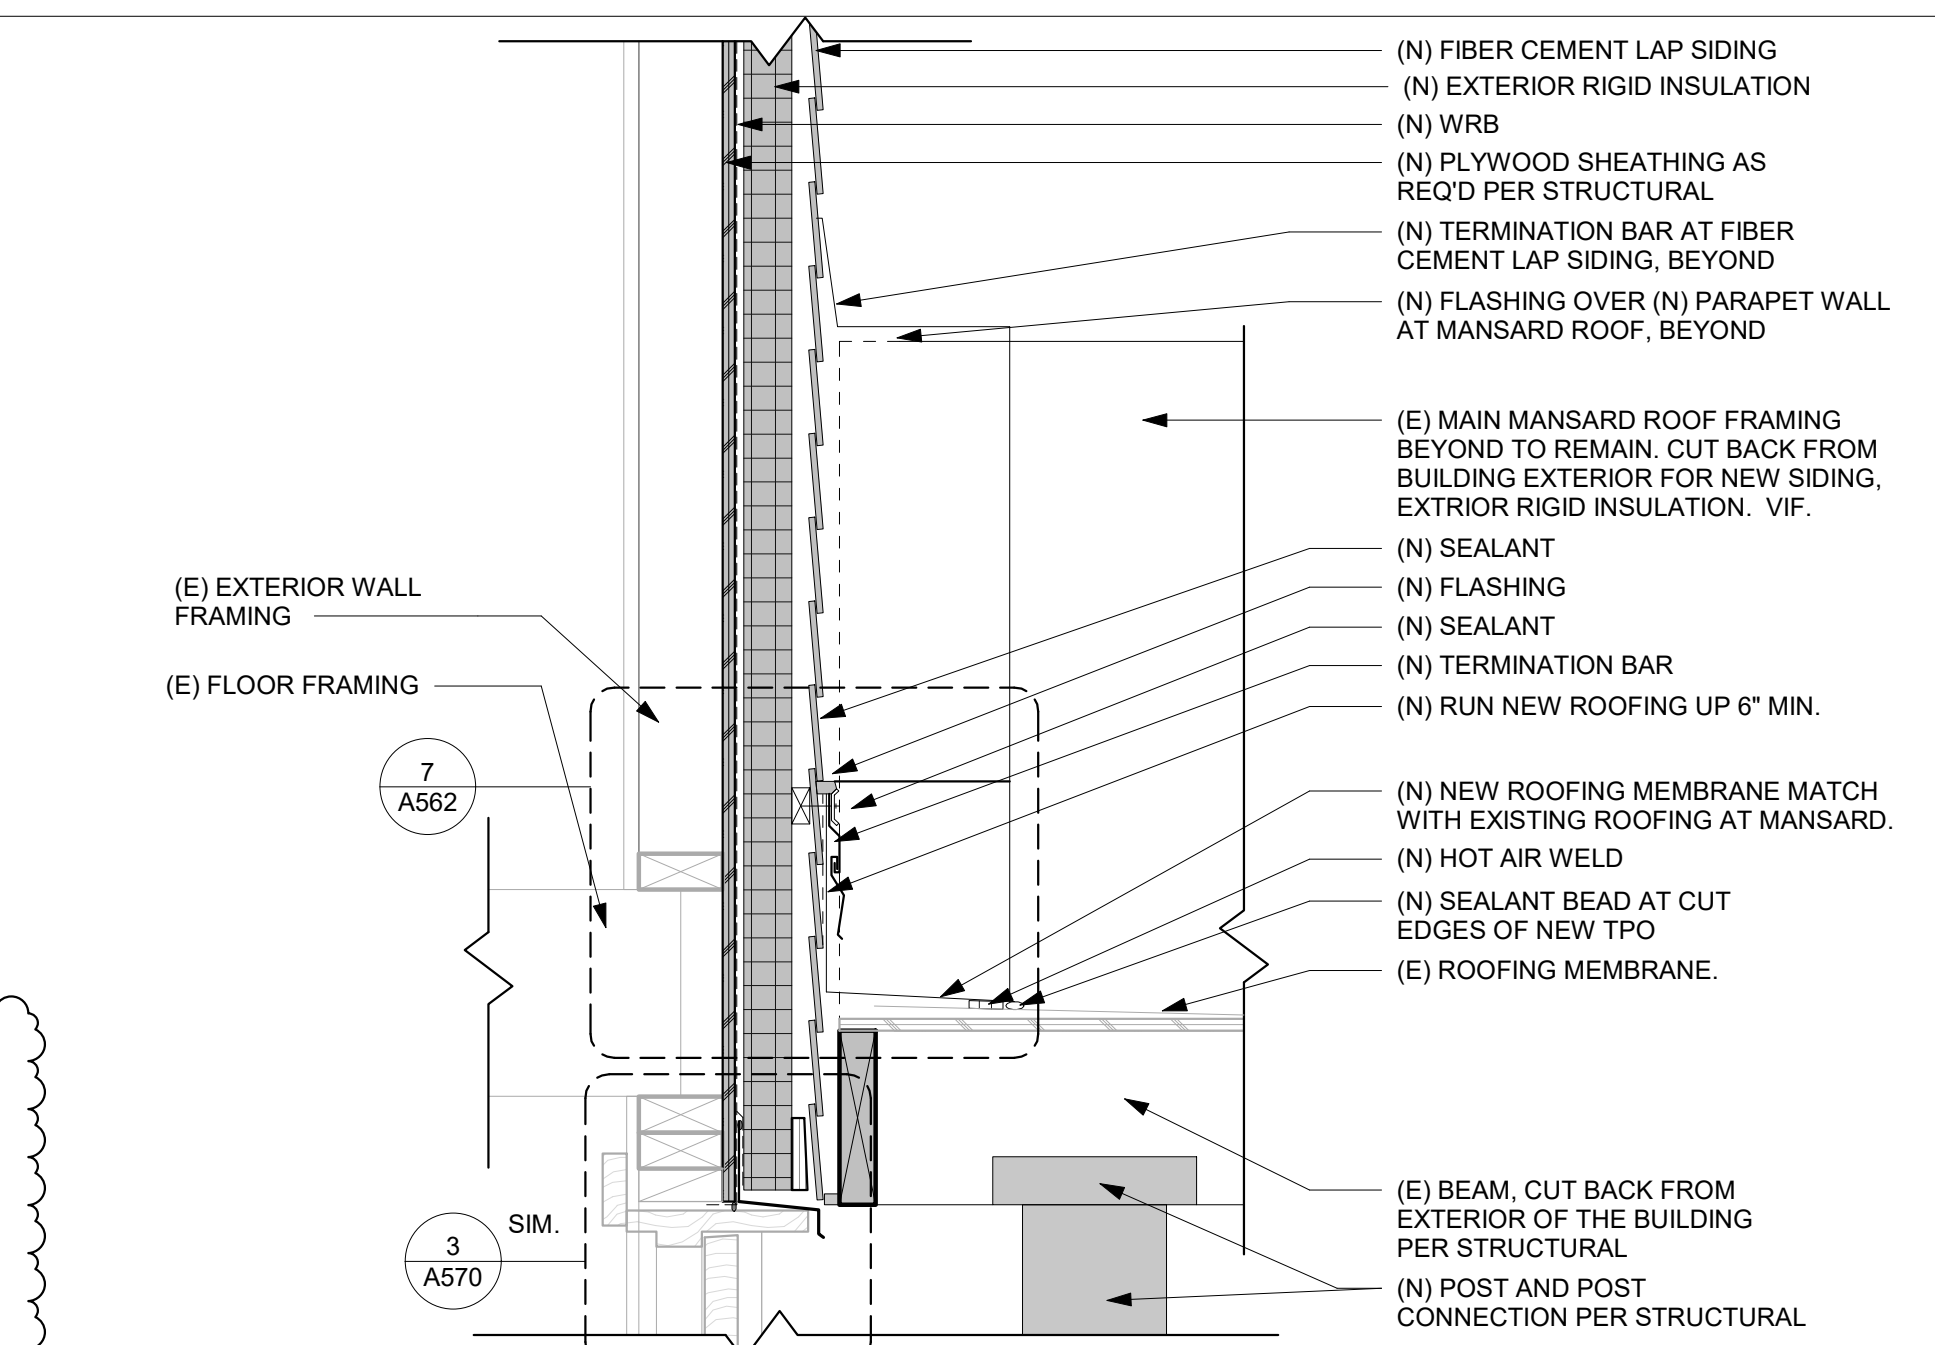 (N) FIBER CEMENT LAP SIDING
(N) EXTERIOR RIGID INSULATION
(N) WRB
(N) PLYWOOD SHEATHING AS
REQ'D PER STRUCTURAL
(N) TERMINATION BAR AT FIBER
CEMENT LAP SIDING, BEYOND
(N) FLASHING OVER (N) PARAPET WALL
AT MANSARD ROOF, BEYOND
(E) MAIN MANSARD ROOF FRAMING
BEYOND TO REMAIN. CUT BACK FROM
BUILDING EXTERIOR FOR NEW SIDING,
EXTRIOR RIGID INSULATION. VIF.
(N) SEALANT
(N) FLASHING
(N) SEALANT
(N) TERMINATION BAR
(N) RUN NEW ROOFING UP 6" MIN.
(N) NEW ROOFING MEMBRANE MATCH
WITH EXISTING ROOFING AT MANSARD.
(N) HOT AIR WELD
(N) SEALANT BEAD AT CUT
EDGES OF NEW TPO
(E) ROOFING MEMBRANE.
(E) BEAM, CUT BACK FROM
EXTERIOR OF THE BUILDING
PER STRUCTURAL
(N) POST AND POST
CONNECTION PER STRUCTURAL
(E) EXTERIOR WALL
FRAMING
(E) FLOOR FRAMING
7
A562
SIM.
3
A570